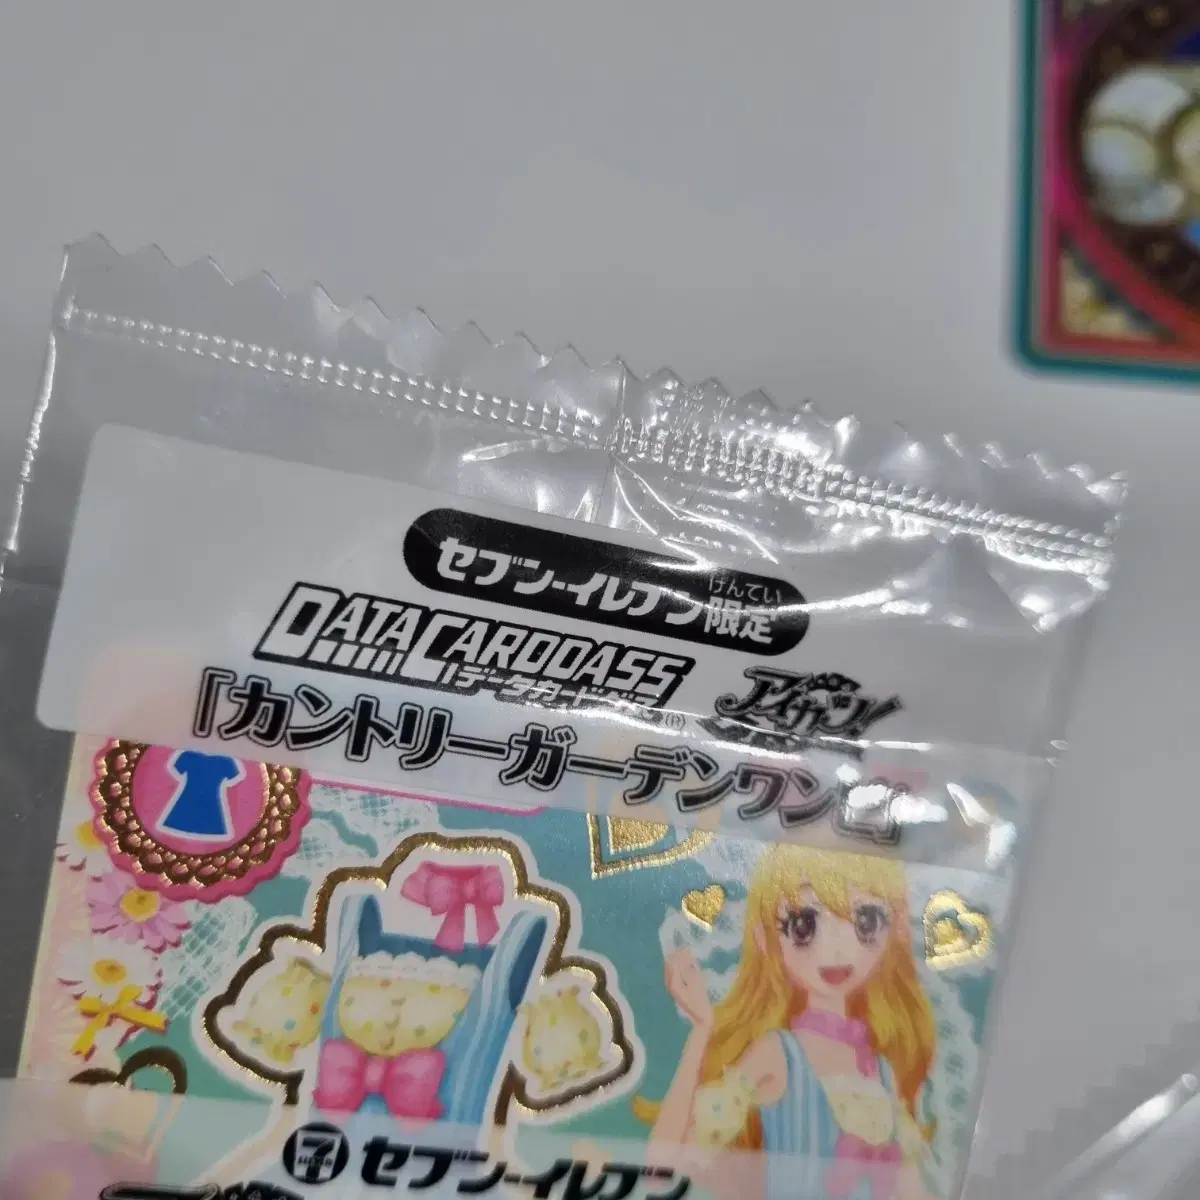 セブン-イレブン限定
げんてい
DATA CARDDASS
データカードダス®
アイカツ!
「カントリーガーデンワンピ
セブン-イレブン